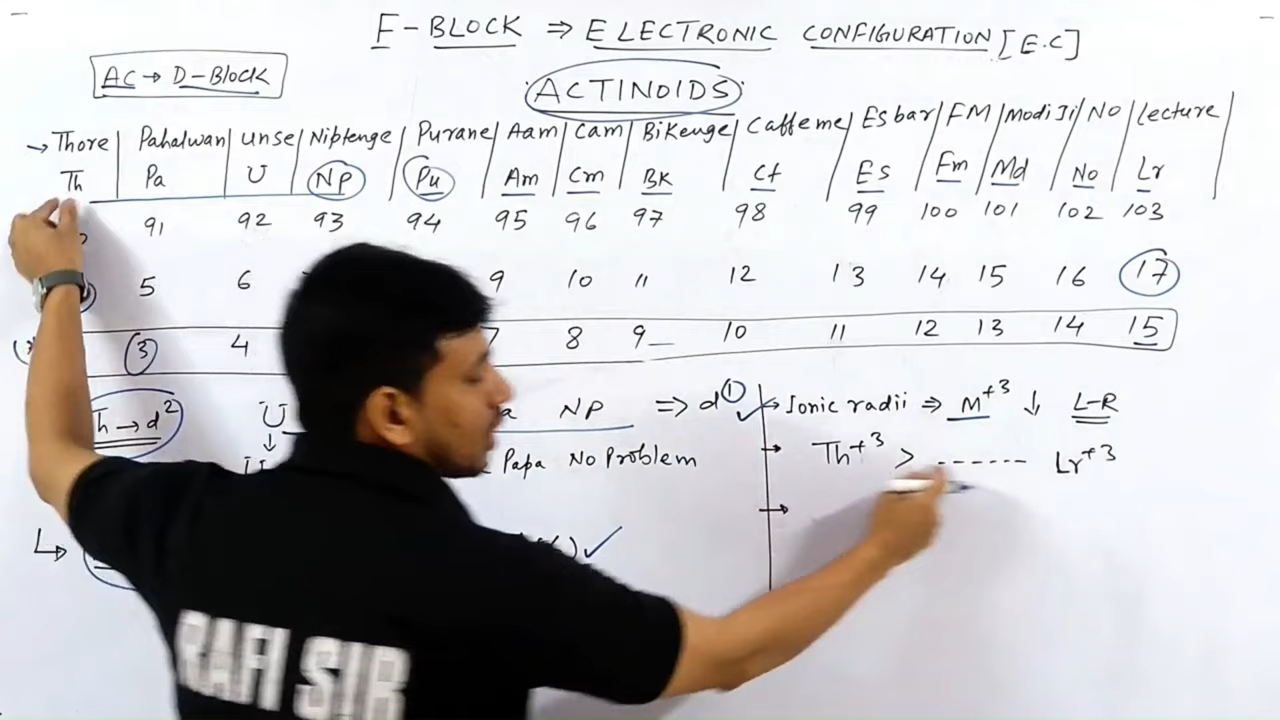 F-BLOCK ⇒ ELECTRONIC CONFIGURATION [E.C]
AC → D-BLOCK
ACTINOIDS
→ Thore | Pahalwan | Unse | Niptenge | Purane | Aam | Cam | BiKeuge | Caffeme | Esbar | FM | Modi Ji | No | Lecture
Th Pa U NP Pu Am Cm BK Cf Es Fm Md No Lr
91 92 93 94 95 96 97 98 99 100 101 102 103
5 6 9 10 11 12 13 14 15 16 17
3 4 7 8 9 10 11 12 13 14 15
h → d² U NP ⇒ d① ✓
↓
Papa No Problem
↳ ✓
→ Ionic radii ⇒ M⁺³ ↓ L-R
→ Th⁺³ > ------ Lr⁺³
→
RAFI SIR